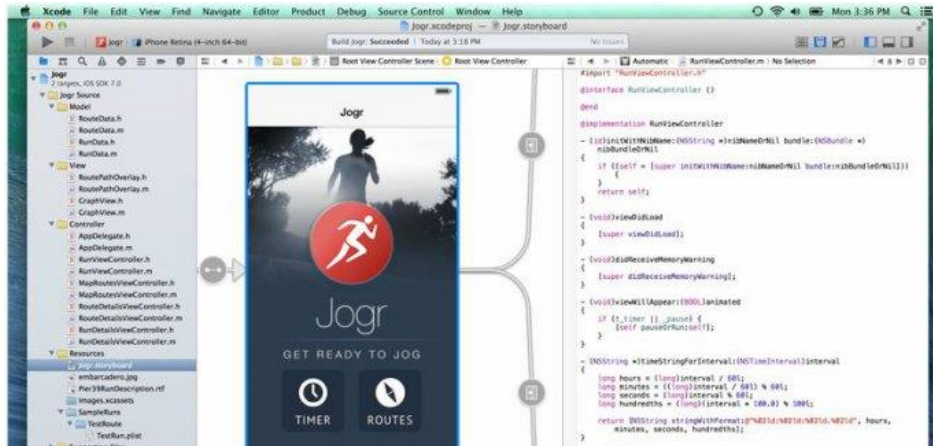 Xcode File Edit View Find Navigate Editor Product Debug Source Control Window Help Mon 3:36 PM
Jogr.xcodeproj — Jogr.storyboard
Jogr iPhone Retina (4-inch 64-bit) Build Jogr: Succeeded Today at 3:18 PM No Issues
Root View Controller Scene Root View Controller Automatic RunViewController.m No Selection
Jogr
2 targets, iOS SDK 7.0
Jogr Source
Model
RouteData.h
RouteData.m
RunData.h
RunData.m
View
RoutePathOverlay.h
RoutePathOverlay.m
GraphView.h
GraphView.m
Controller
AppDelegate.h
AppDelegate.m
RunViewController.h
RunViewController.m
MapRoutesViewController.h
MapRoutesViewController.m
RouteDetailsViewController.h
RouteDetailsViewController.m
RunDetailsViewController.h
RunDetailsViewController.m
Resources
Jogr.storyboard
embarcadero.jpg
Pier39RunDescription.rtf
Images.xcassets
SampleRuns
TestRoute
TestRun.plist
Jogr
Jogr
GET READY TO JOG
TIMER ROUTES
#import "RunViewController.h"
@interface RunViewController ()
@end
@implementation RunViewController
- (id)initWithNibName:(NSString *)nibNameOrNil bundle:(NSBundle *)
nibBundleOrNil
{
if ((self = [super initWithNibName:nibNameOrNil bundle:nibBundleOrNil]))
{
}
return self;
}
- (void)viewDidLoad
{
[super viewDidLoad];
}
- (void)didReceiveMemoryWarning
{
[super didReceiveMemoryWarning];
}
- (void)viewWillAppear:(BOOL)animated
{
if (!_timer || _pause) {
[self pauseOrRun:self];
}
}
- (NSString *)timeStringForInterval:(NSTimeInterval)interval
{
long hours = (long)interval / 60l;
long minutes = ((long)interval / 60l) % 60l;
long seconds = (long)interval % 60l;
long hundredths = (long)(interval * 100.0) % 100l;
return [NSString stringWithFormat:@"%02ld:%02ld:%02ld.%02ld", hours,
minutes, seconds, hundredths];
}